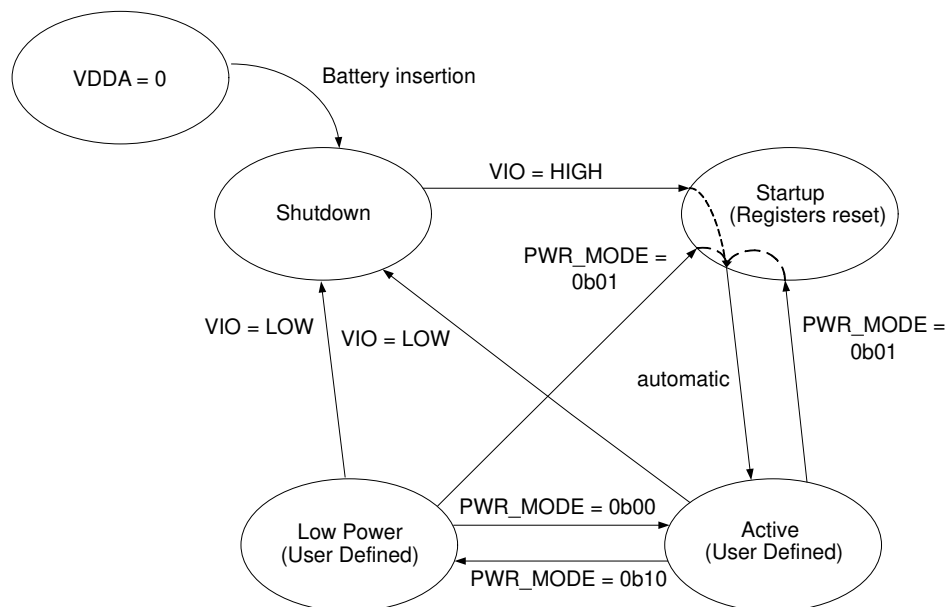 VDDA = 0
Battery insertion
Shutdown
VIO = HIGH
Startup
(Registers reset)
PWR_MODE =
0b01
VIO = LOW
VIO = LOW
PWR_MODE =
0b01
automatic
Low Power
(User Defined)
PWR_MODE = 0b00
PWR_MODE = 0b10
Active
(User Defined)